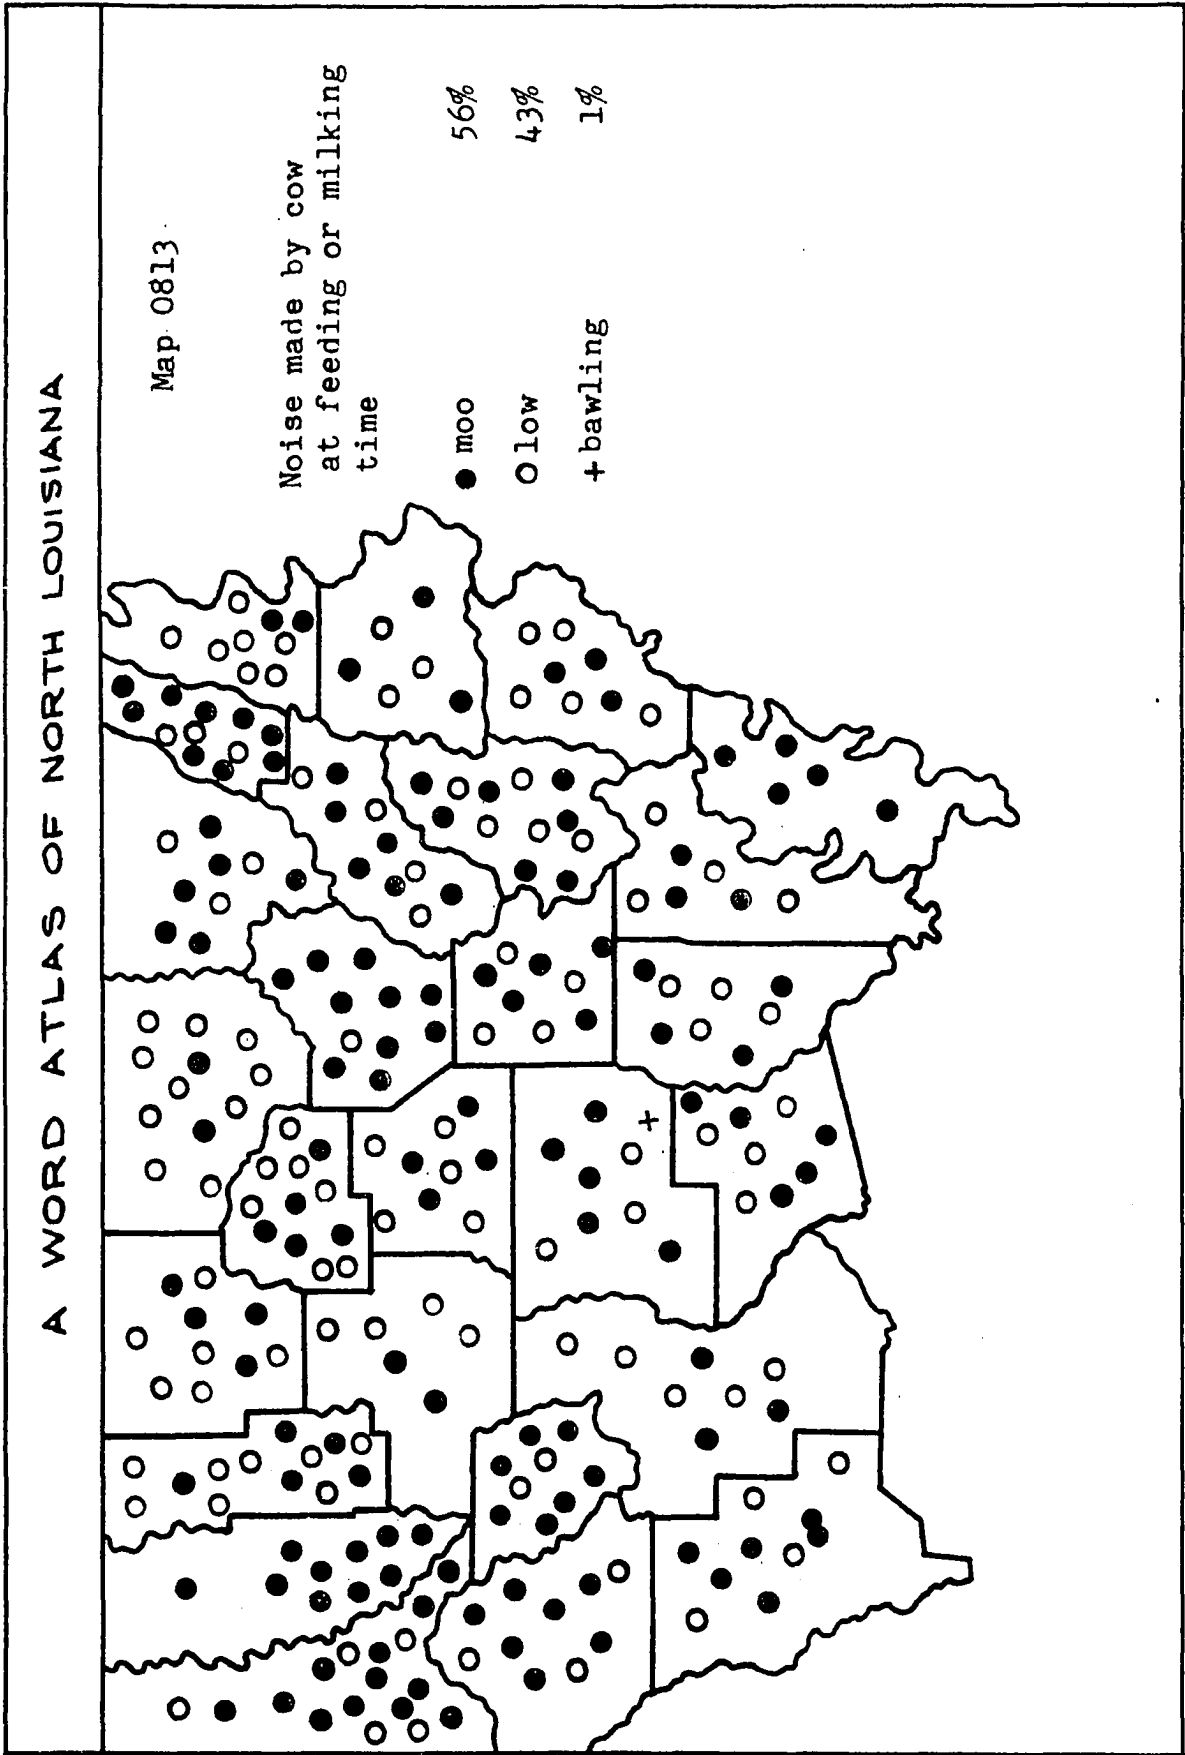 A WORD ATLAS OF NORTH LOUISIANA
Map 0813
Noise made by cow
at feeding or milking
time
● moo 56%
O low 43%
+ bawling 1%